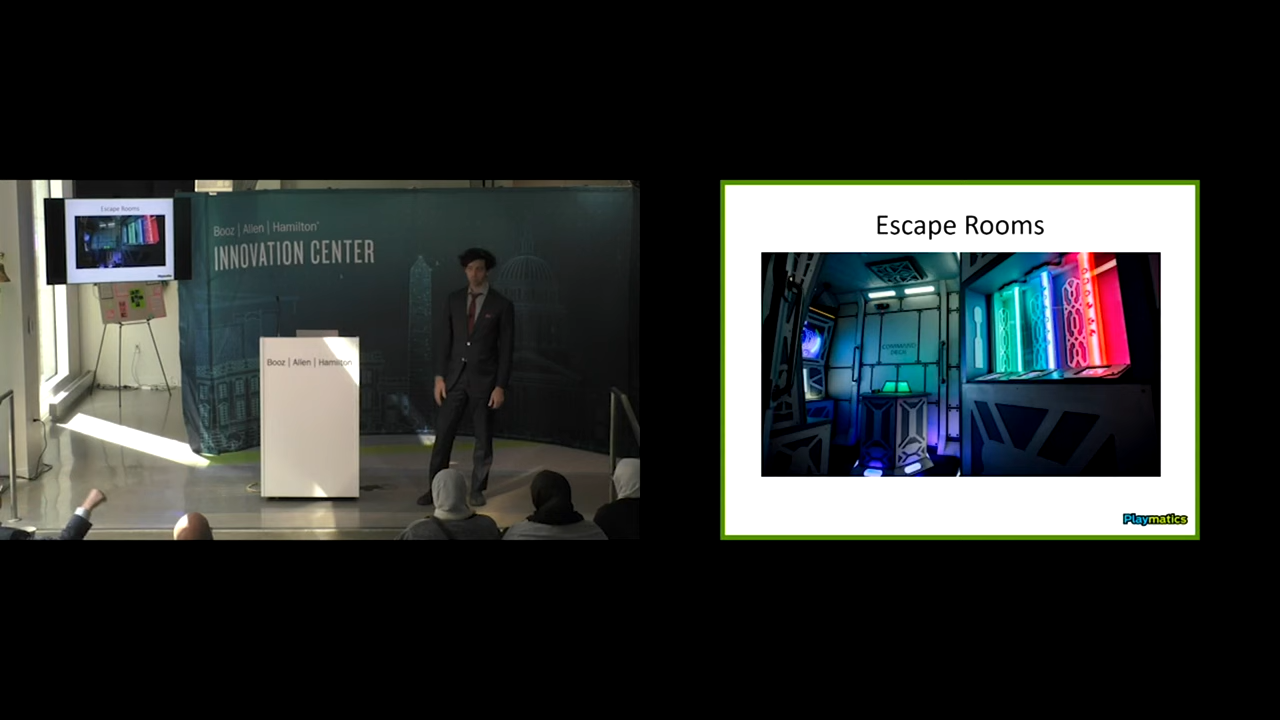 Escape Rooms
Booz | Allen | Hamilton®
INNOVATION CENTER
Booz | Allen | Hamilton
Escape Rooms
COMMAND
DECK
Playmatics